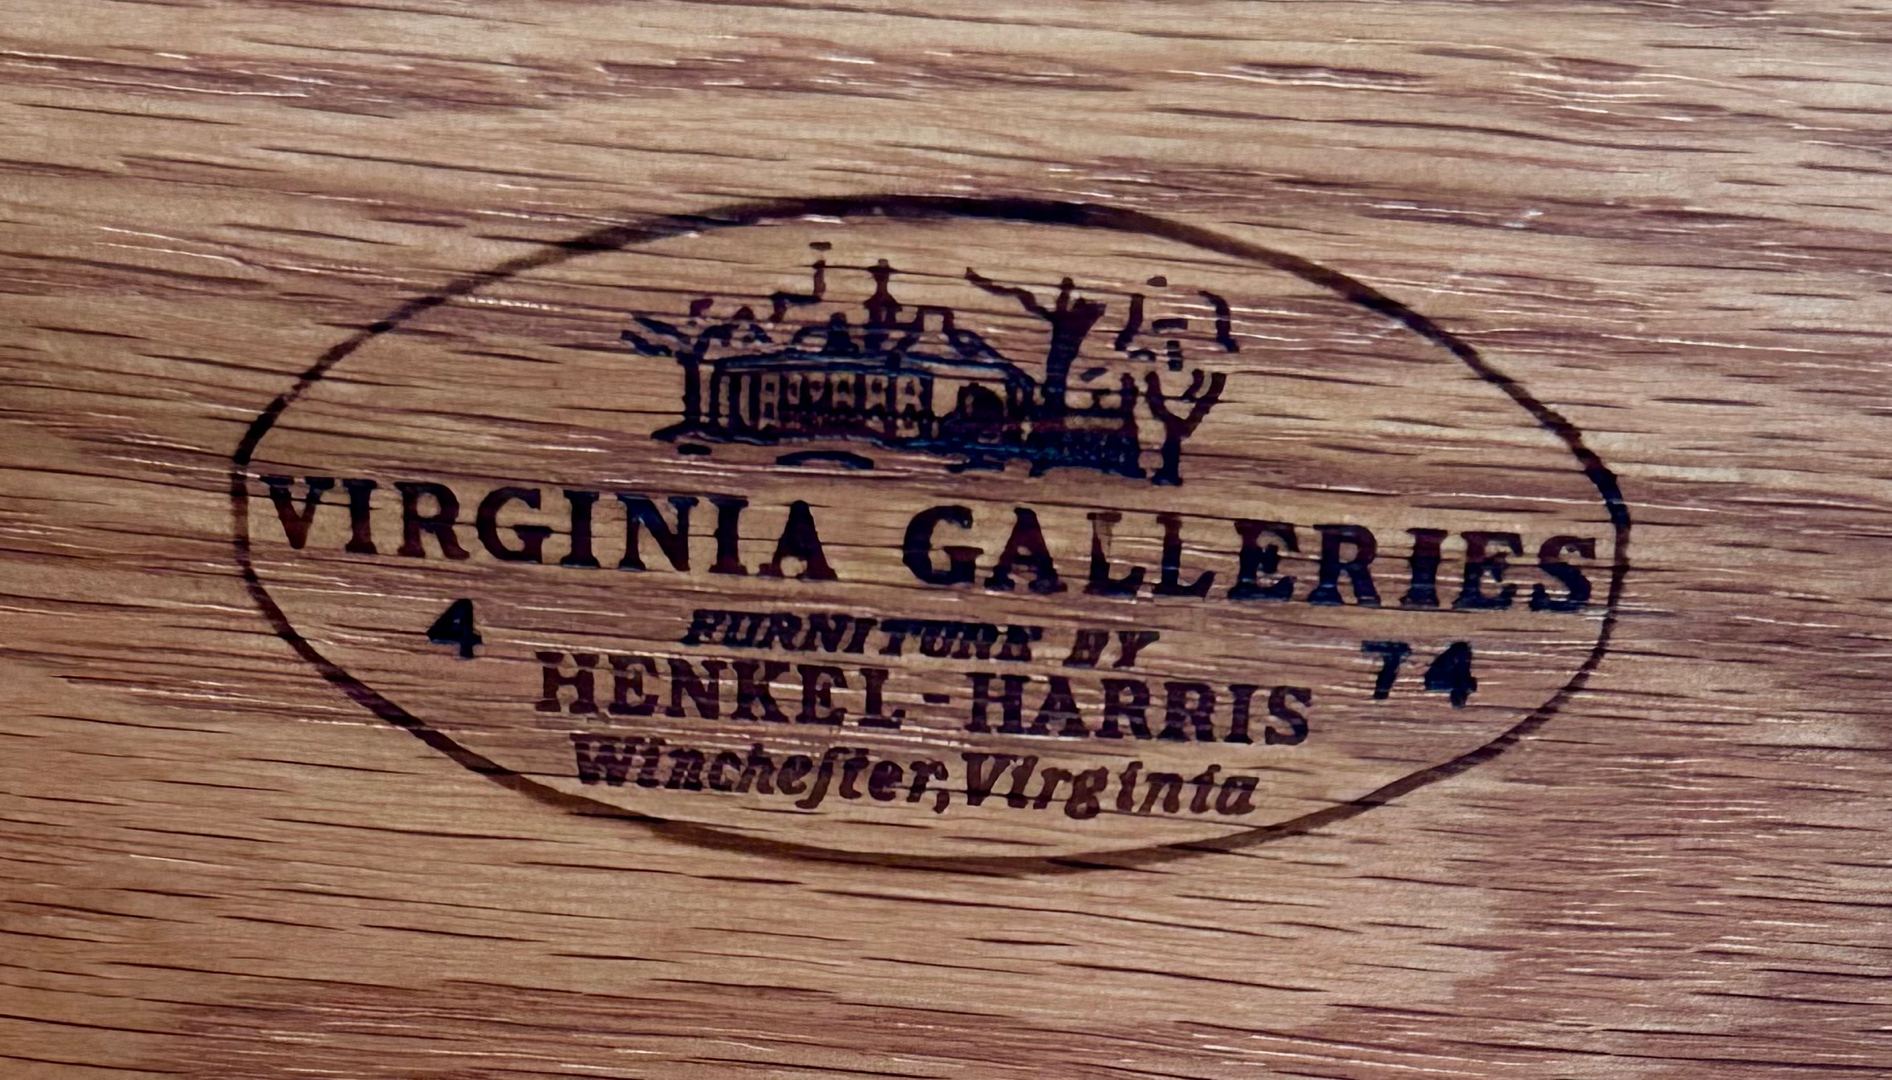 VIRGINIA GALLERIES
4 FURNITURE BY 74
HENKEL-HARRIS
Wincheſter, Virginia